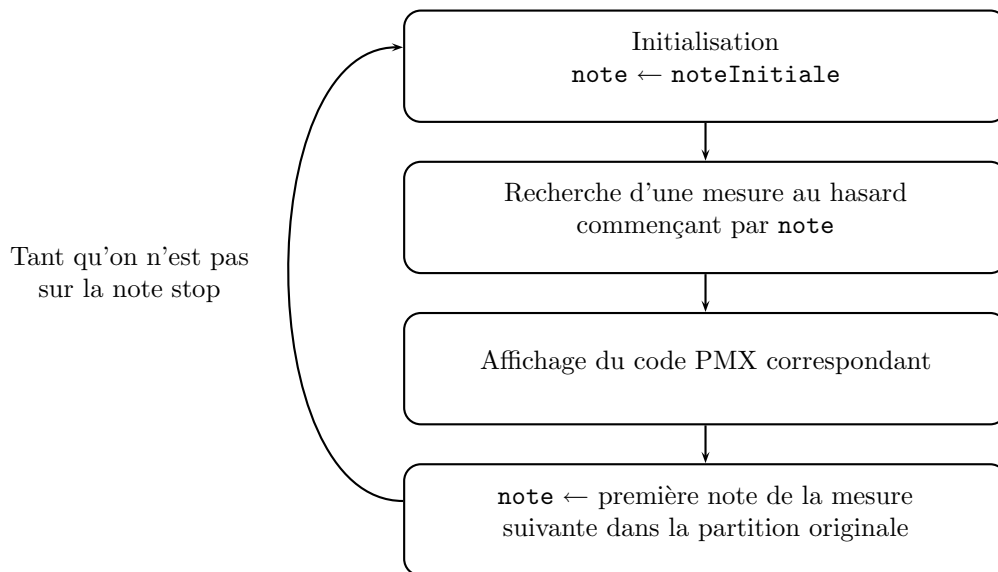 Initialisation
note ← noteInitiale
Recherche d'une mesure au hasard
commençant par note
Tant qu'on n'est pas
sur la note stop
Affichage du code PMX correspondant
note ← première note de la mesure
suivante dans la partition originale